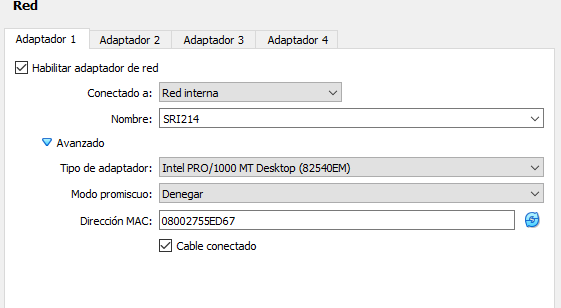 Red
Adaptador 1 Adaptador 2 Adaptador 3 Adaptador 4
Habilitar adaptador de red
Conectado a: Red interna
Nombre: SRI214
Avanzado
Tipo de adaptador: Intel PRO/1000 MT Desktop (82540EM)
Modo promiscuo: Denegar
Dirección MAC: 08002755ED67
Cable conectado